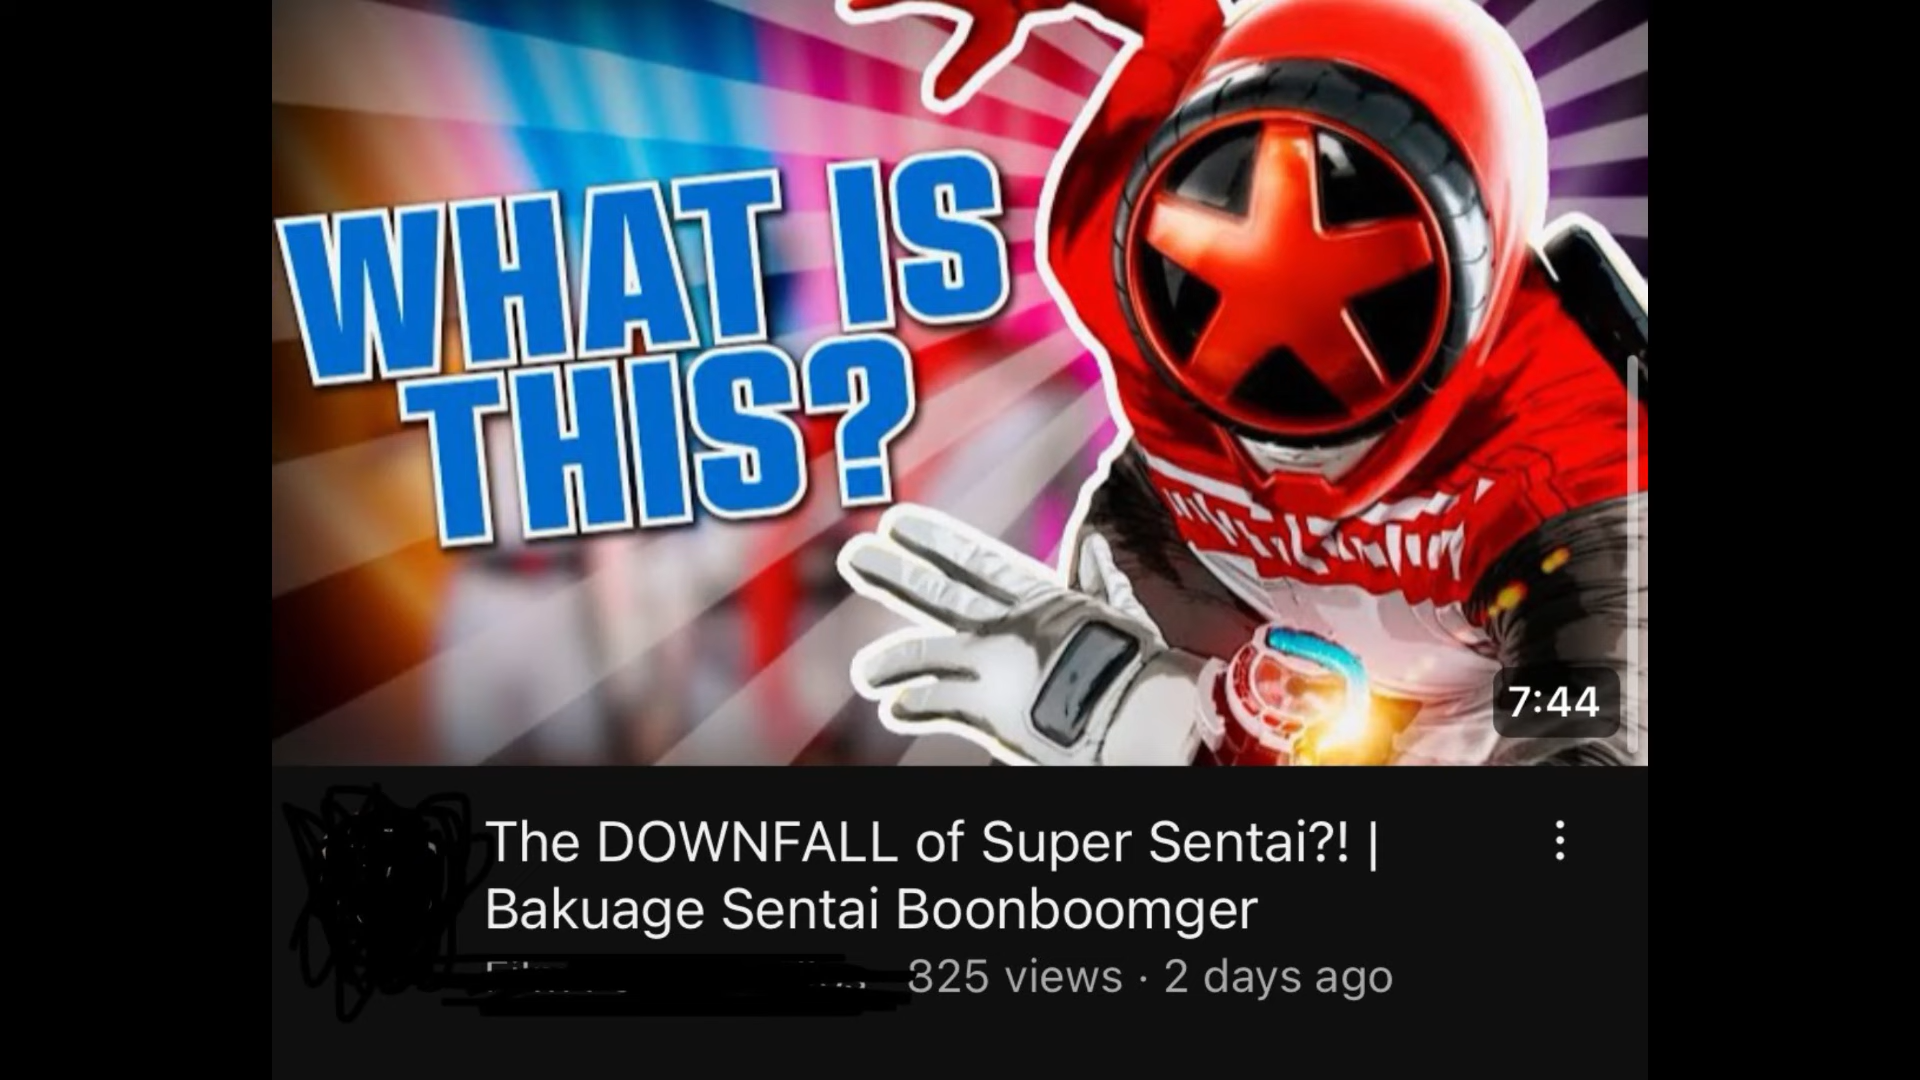 WHAT IS
THIS?
7:44
The DOWNFALL of Super Sentai?! |
Bakuage Sentai Boonboomger
325 views · 2 days ago